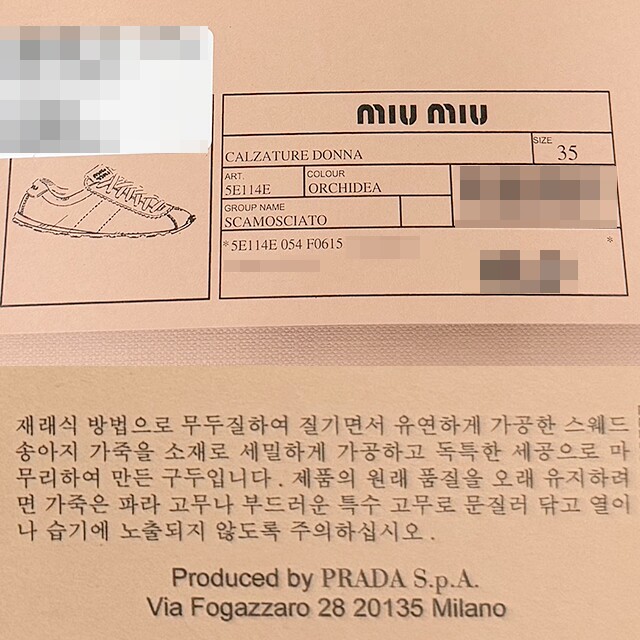 miu miu
CALZATURE DONNA
SIZE
35
ART.
5E114E
COLOUR
ORCHIDEA
GROUP NAME
SCAMOSCIATO
*5E114E 054 F0615 *
재래식 방법으로 무두질하여 질기면서 유연하게 가공한 스웨드
송아지 가죽을 소재로 세밀하게 가공하고 독특한 세공으로 마
무리하여 만든 구두입니다. 제품의 원래 품질을 오래 유지하려
면 가죽은 파라 고무나 부드러운 특수 고무로 문질러 닦고 열이
나 습기에 노출되지 않도록 주의하십시오.
Produced by PRADA S.p.A.
Via Fogazzaro 28 20135 Milano